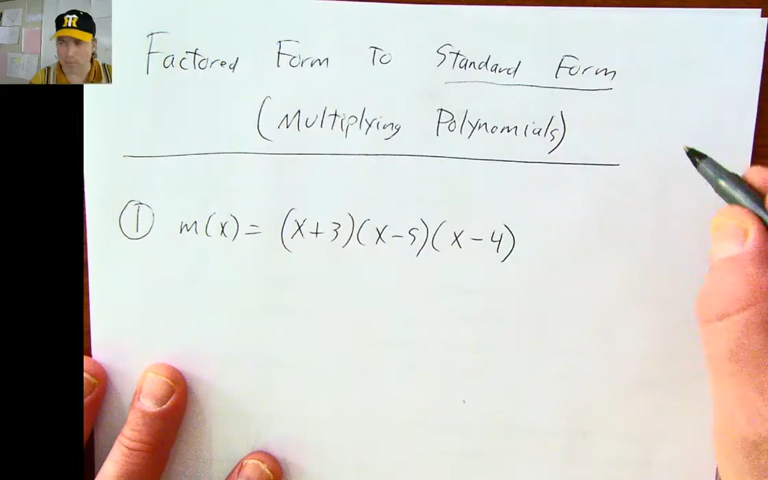 Factored Form To Standard Form
(Multiplying Polynomials)
① m(x) = (x+3)(x-5)(x-4)
M